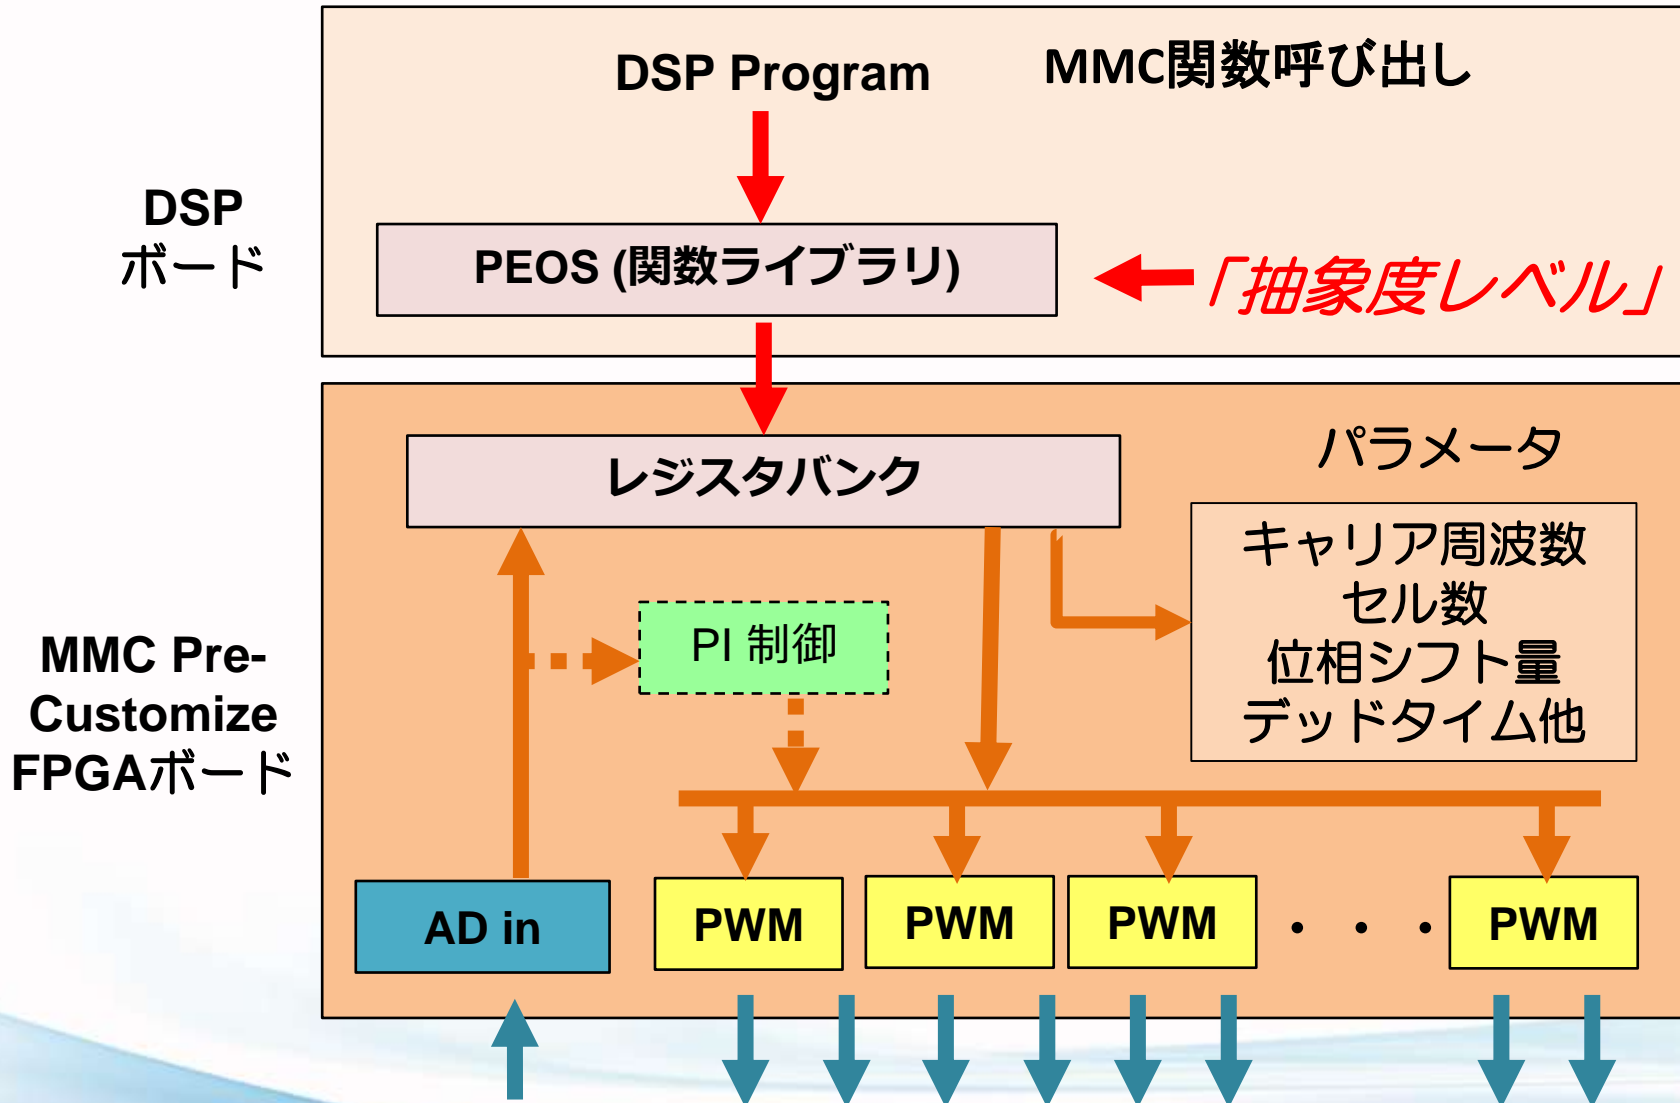 DSP Program
MMC関数呼び出し
DSP
ボード
PEOS (関数ライブラリ)
「抽象度レベル」
レジスタバンク
パラメータ
キャリア周波数
セル数
位相シフト量
デッドタイム他
PI 制御
MMC Pre-
Customize
FPGAボード
AD in
PWM
PWM
PWM
・・・
PWM